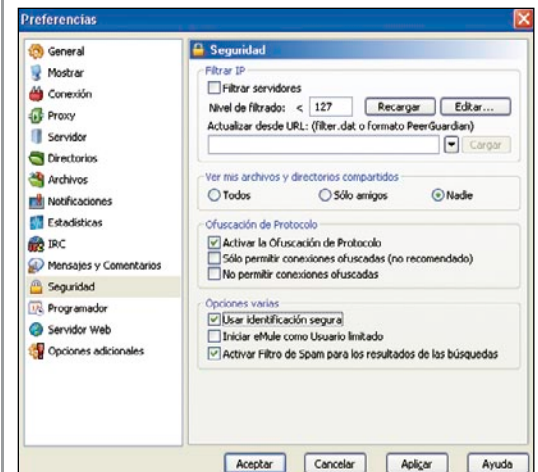 Preferencias
General
Mostrar
Conexión
Proxy
Servidor
Directorios
Archivos
Notificaciones
Estadísticas
IRC
Mensajes y Comentarios
Seguridad
Programador
Servidor Web
Opciones adicionales
Seguridad
Filtrar IP
Filtrar servidores
Nivel de filtrado: < 127 Recargar Editar...
Actualizar desde URL: (filter.dat o formato PeerGuardian)
Cargar
Ver mis archivos y directorios compartidos
Todos Sólo amigos Nadie
Ofuscación de Protocolo
Activar la Ofuscación de Protocolo
Sólo permitir conexiones ofuscadas (no recomendado)
No permitir conexiones ofuscadas
Opciones varias
Usar identificación segura
Iniciar eMule como Usuario limitado
Activar Filtro de Spam para los resultados de las búsquedas
Aceptar Cancelar Aplicar Ayuda